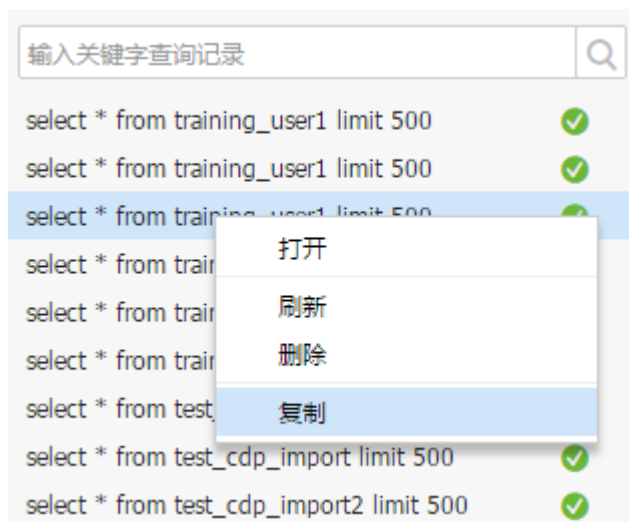 输入关键字查询记录
select * from training_user1 limit 500
select * from training_user1 limit 500
select * from training_user1 limit 500
select * from trair
select * from trair
select * from trair
select * from test_
select * from test_cdp_import limit 500
select * from test_cdp_import2 limit 500
打开
刷新
删除
复制